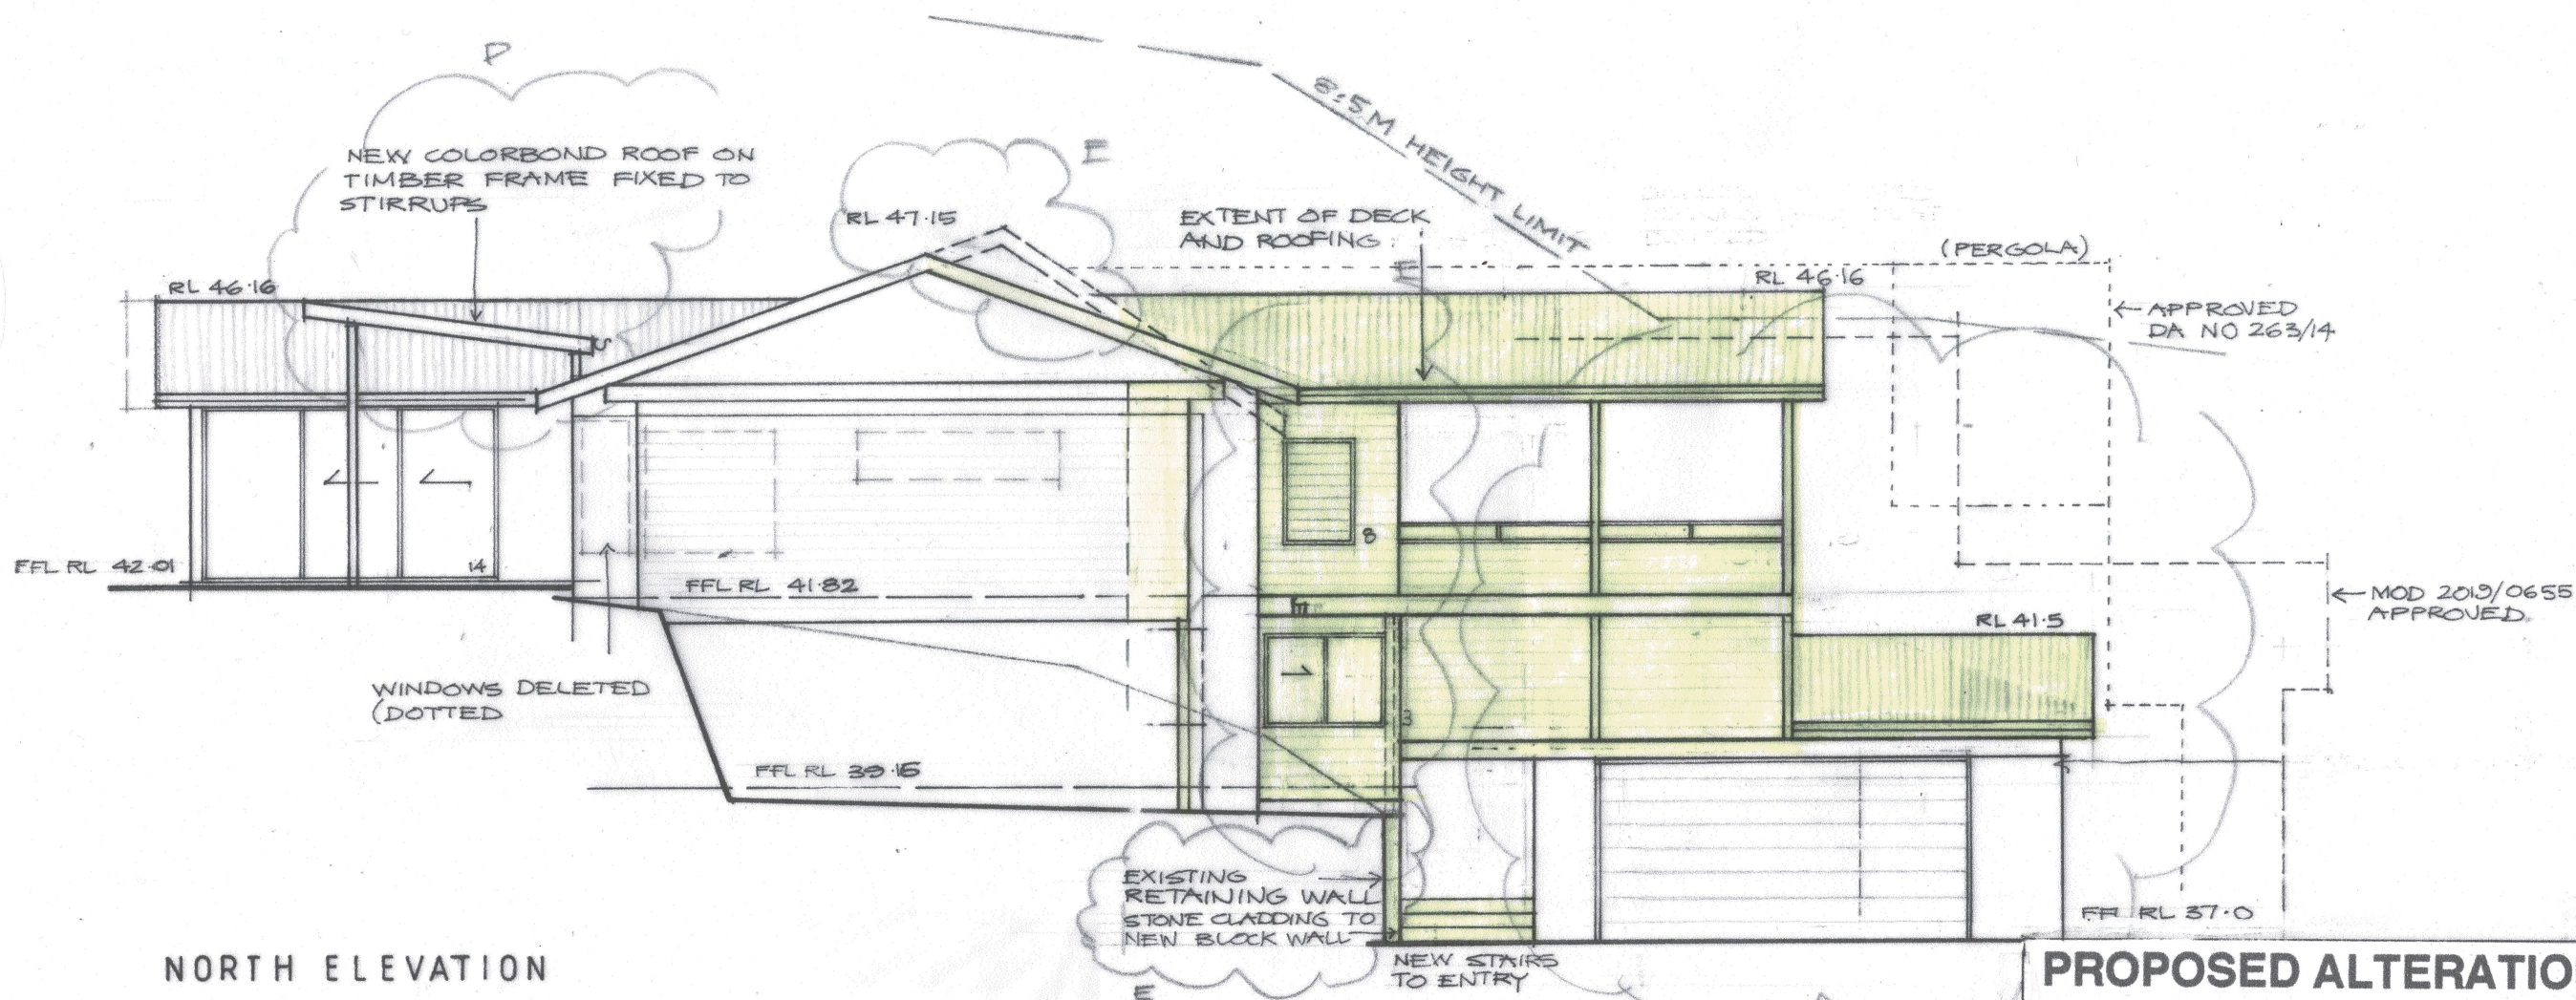 P
NEW COLORBOND ROOF ON
TIMBER FRAME FIXED TO
STIRRUPS
E
RL 47.15
8.5M HEIGHT LIMIT
EXTENT OF DECK
AND ROOFING
E
(PERGOLA)
RL 46.16
RL 46.16
APPROVED
DA NO 263/14
S
8
FFL RL 42.01
14
FFL RL 41.82
E
MOD 2019/0655
APPROVED.
RL 41.5
WINDOWS DELETED
(DOTTED
3
FFL RL 39.15
EXISTING
RETAINING WALL
STONE CLADDING TO
NEW BLOCK WALL
FFL RL 37.0
NEW STAIRS
TO ENTRY
E
NORTH ELEVATION
PROPOSED ALTERATIO